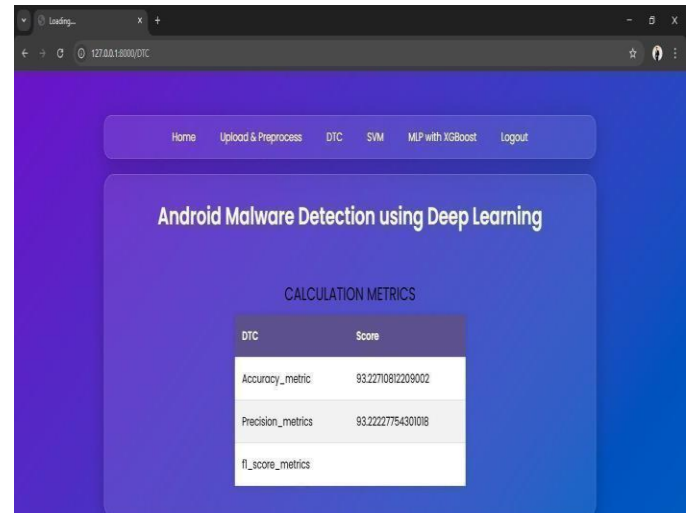 Loading...
127.0.0.1:8000/DTC
Home Upload & Preprocess DTC SVM MLP with XGBoost Logout
Android Malware Detection using Deep Learning
CALCULATION METRICS
DTC Score
Accuracy_metric 93.22710812209002
Precision_metrics 93.22227754301018
f1_score_metrics